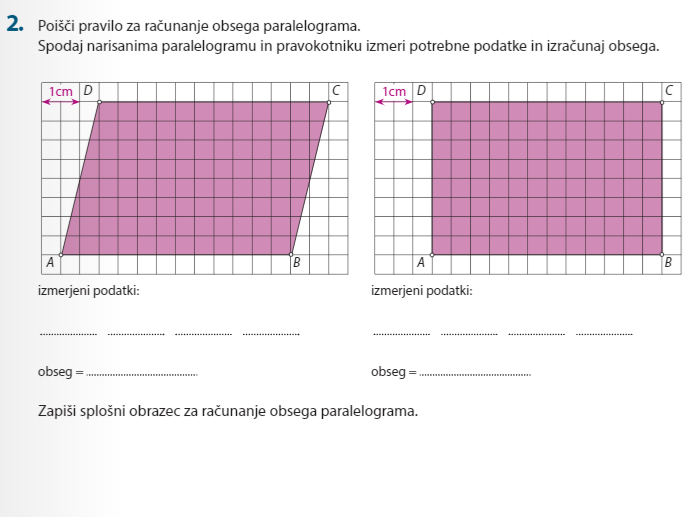 2. Poišči pravilo za računanje obsega paralelograma.
Spodaj narisanima paralelogramu in pravokotniku izmeri potrebne podatke in izračunaj obsega.
1cm D C
A B
1cm D C
A B
izmerjeni podatki:
izmerjeni podatki:
........................ ........................ ........................ ........................
........................ ........................ ........................ ........................
obseg = ................................................
obseg = ................................................
Zapiši splošni obrazec za računanje obsega paralelograma.